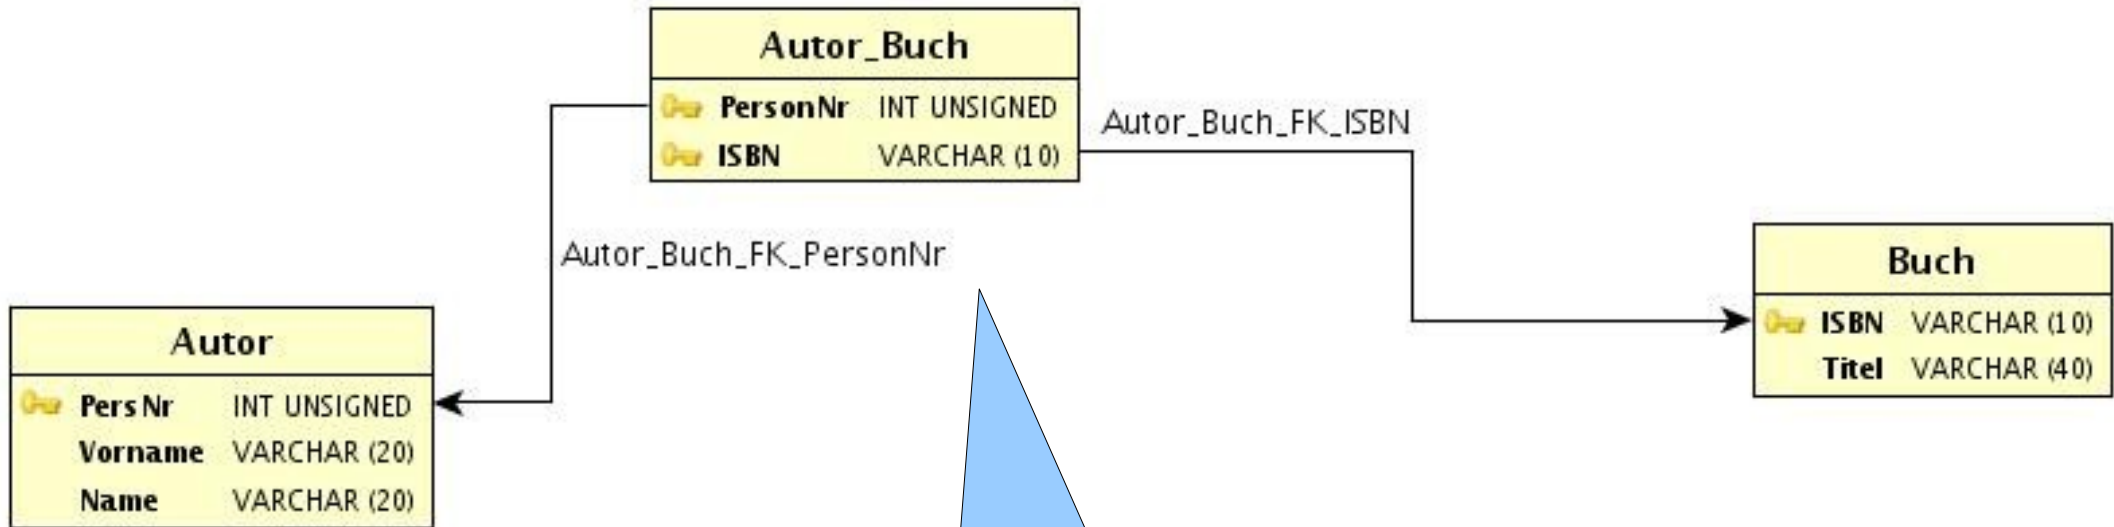 Autor_Buch
PersonNr INT UNSIGNED
ISBN VARCHAR (10)
Autor_Buch_FK_ISBN
Autor_Buch_FK_PersonNr
Buch
ISBN VARCHAR (10)
Titel VARCHAR (40)
Autor
PersNr INT UNSIGNED
Vorname VARCHAR (20)
Name VARCHAR (20)